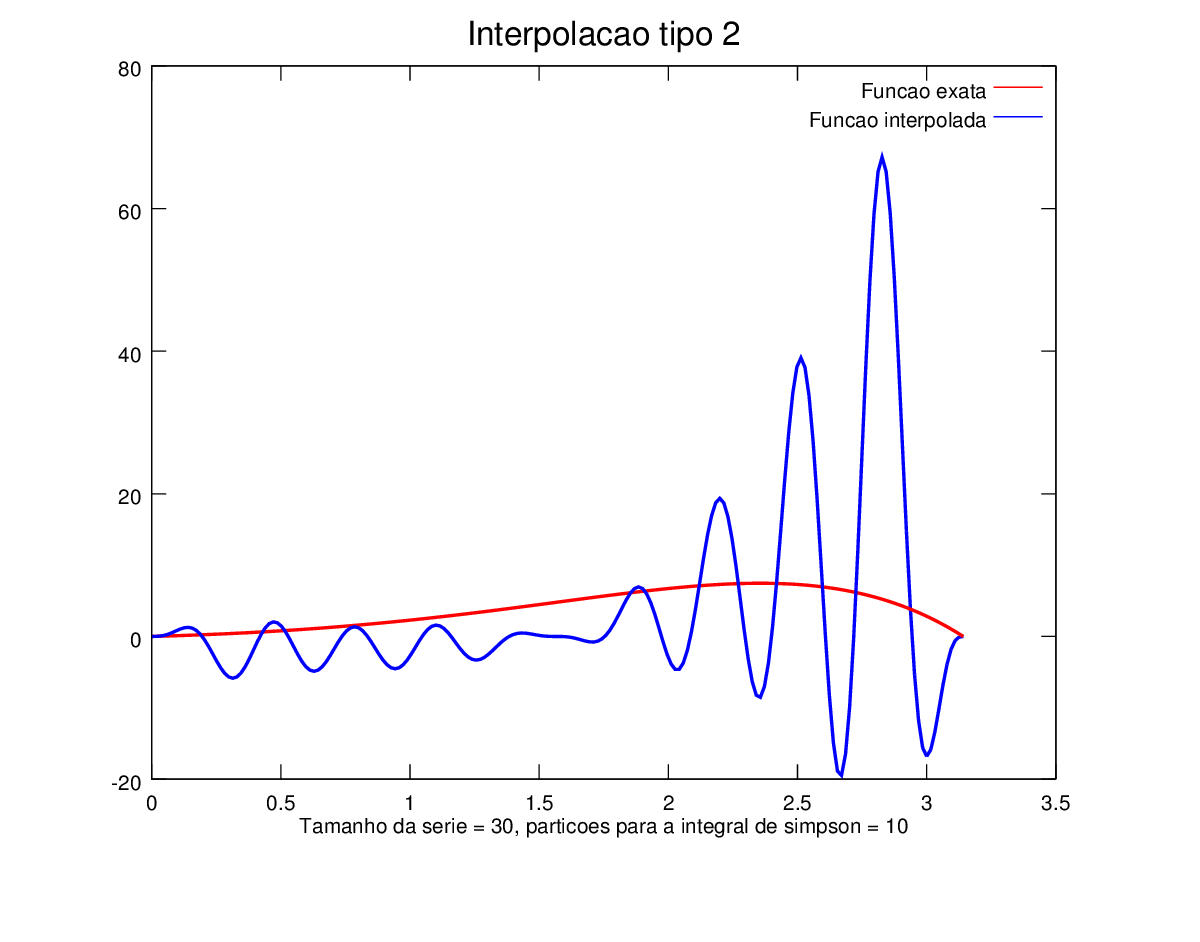 Interpolacao tipo 2
80
60
40
20
0
-20
Funcao exata
Funcao interpolada
0 0.5 1 1.5 2 2.5 3 3.5
Tamanho da serie = 30, particoes para a integral de simpson = 10